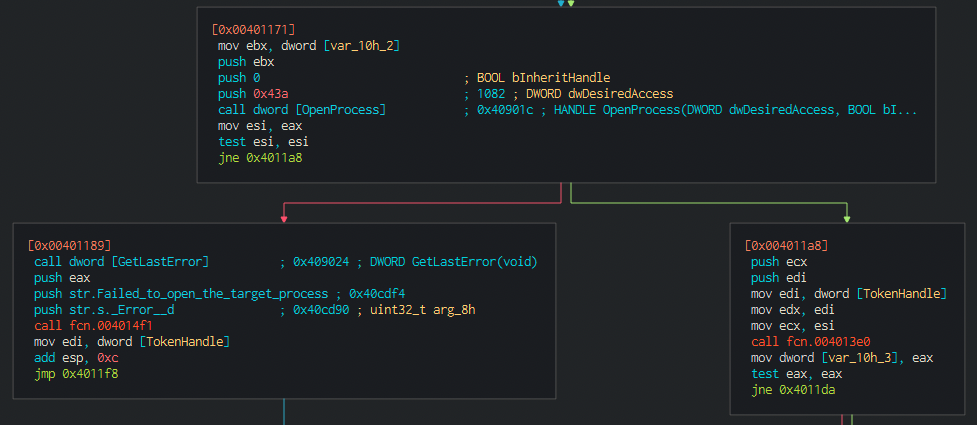 [0x00401171]
mov ebx, dword [var_10h_2]
push ebx
push 0 ; BOOL bInheritHandle
push 0x43a ; 1082 ; DWORD dwDesiredAccess
call dword [OpenProcess] ; 0x40901c ; HANDLE OpenProcess(DWORD dwDesiredAccess, BOOL bI...
mov esi, eax
test esi, esi
jne 0x4011a8
[0x00401189]
call dword [GetLastError] ; 0x409024 ; DWORD GetLastError(void)
push eax
push str.Failed_to_open_the_target_process ; 0x40cdf4
push str.s._Error__d ; 0x40cd90 ; uint32_t arg_8h
call fcn.004014f1
mov edi, dword [TokenHandle]
add esp, 0xc
jmp 0x4011f8
[0x004011a8]
push ecx
push edi
mov edi, dword [TokenHandle]
mov edx, edi
mov ecx, esi
call fcn.004013e0
mov dword [var_10h_3], eax
test eax, eax
jne 0x4011da